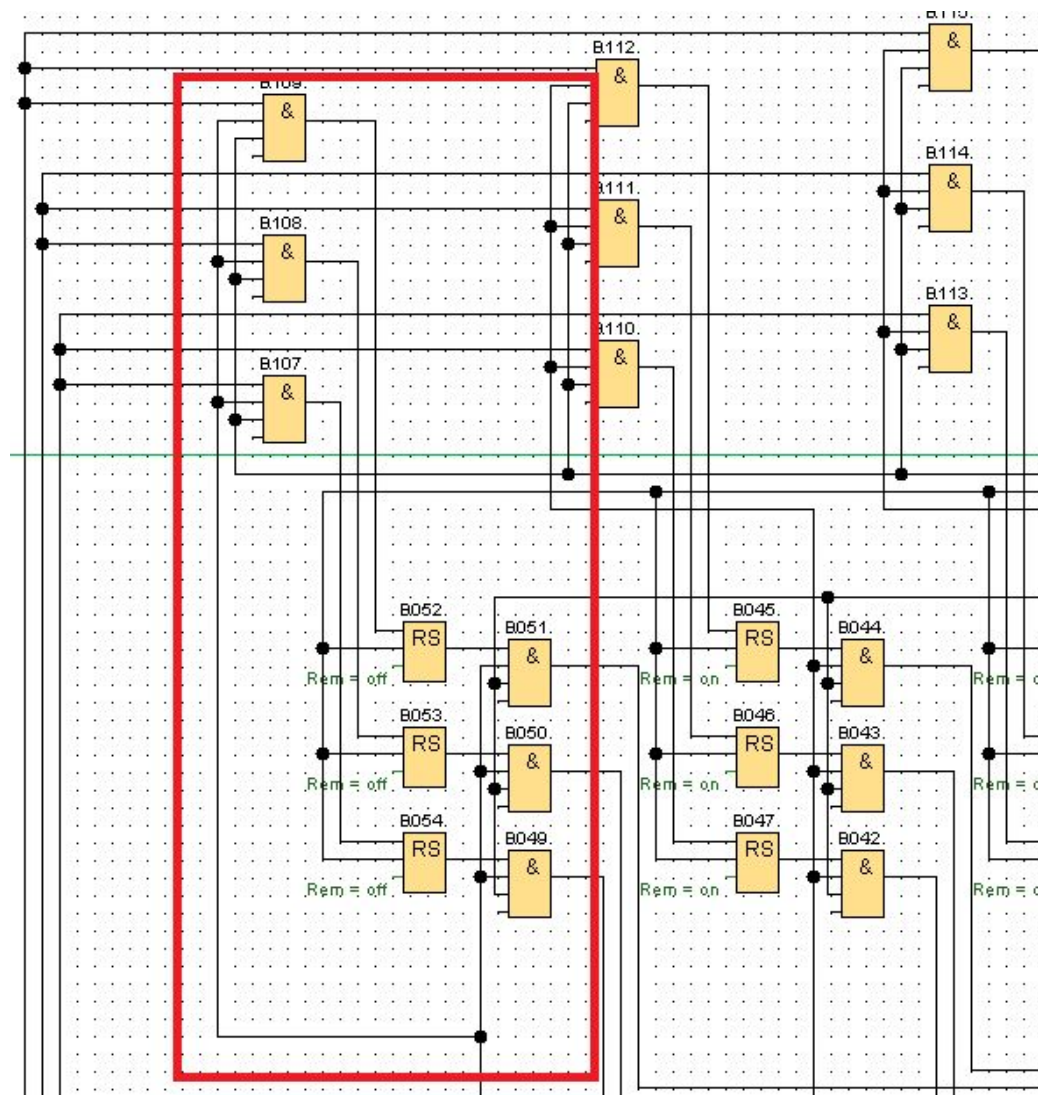 B115.
&
B112.
&
B109.
&
B114.
&
B111.
&
B108.
&
B113.
&
B110.
&
B107.
&
B052.
RS
Rem = off
B051.
&
B045.
RS
Rem = on
B044.
&
B053.
RS
Rem = off
B050.
&
B046.
RS
Rem = on
B043.
&
B054.
RS
Rem = off
B049.
&
B047.
RS
Rem = on
B042.
&